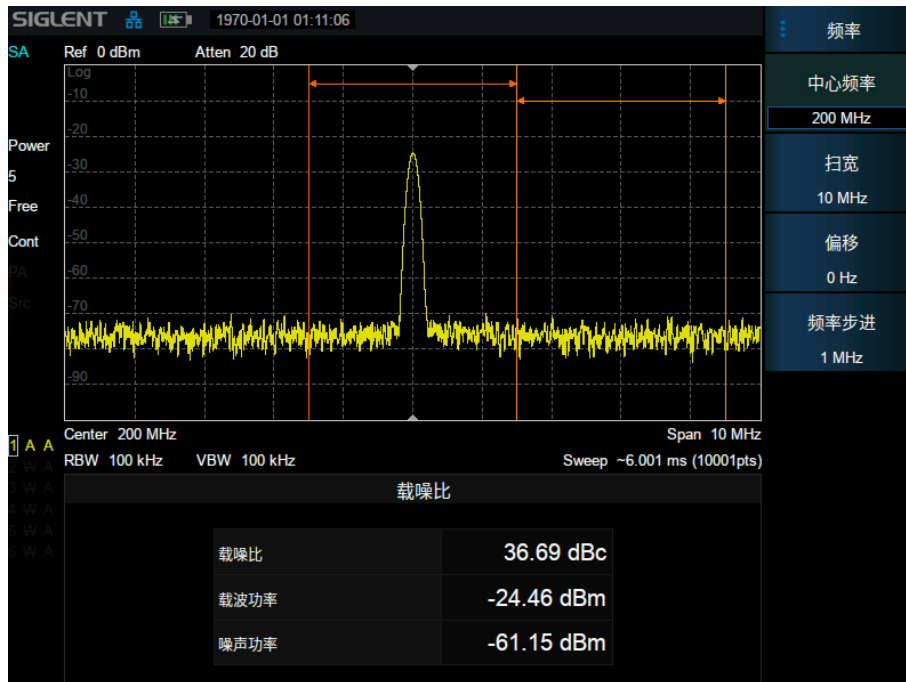 SIGLENT 1970-01-01 01:11:06
频率
SA Ref 0 dBm Atten 20 dB
Log
-10
-20
-30
-40
-50
-60
-70
-90
Power
5
Free
Cont
PA
Src
中心频率
200 MHz
扫宽
10 MHz
偏移
0 Hz
频率步进
1 MHz
Center 200 MHz Span 10 MHz
RBW 100 kHz VBW 100 kHz Sweep ~6.001 ms (10001pts)
1 A A
2 W A
3 W A
4 W A
5 W A
6 W A
载噪比
载噪比 36.69 dBc
载波功率 -24.46 dBm
噪声功率 -61.15 dBm